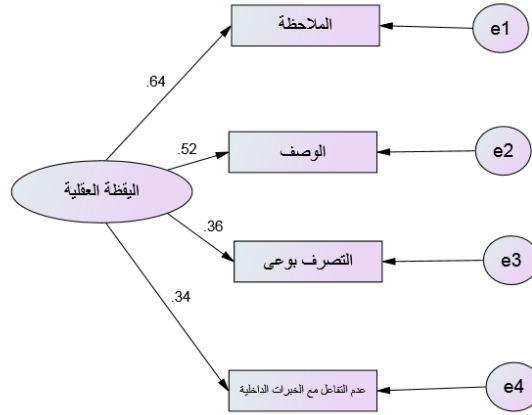 الملاحظة
e1
.64
الوصف
e2
.52
اليقظة العقلية
.36
التصرف بوعى
e3
.34
عدم التفاعل مع الخبرات الداخلية
e4